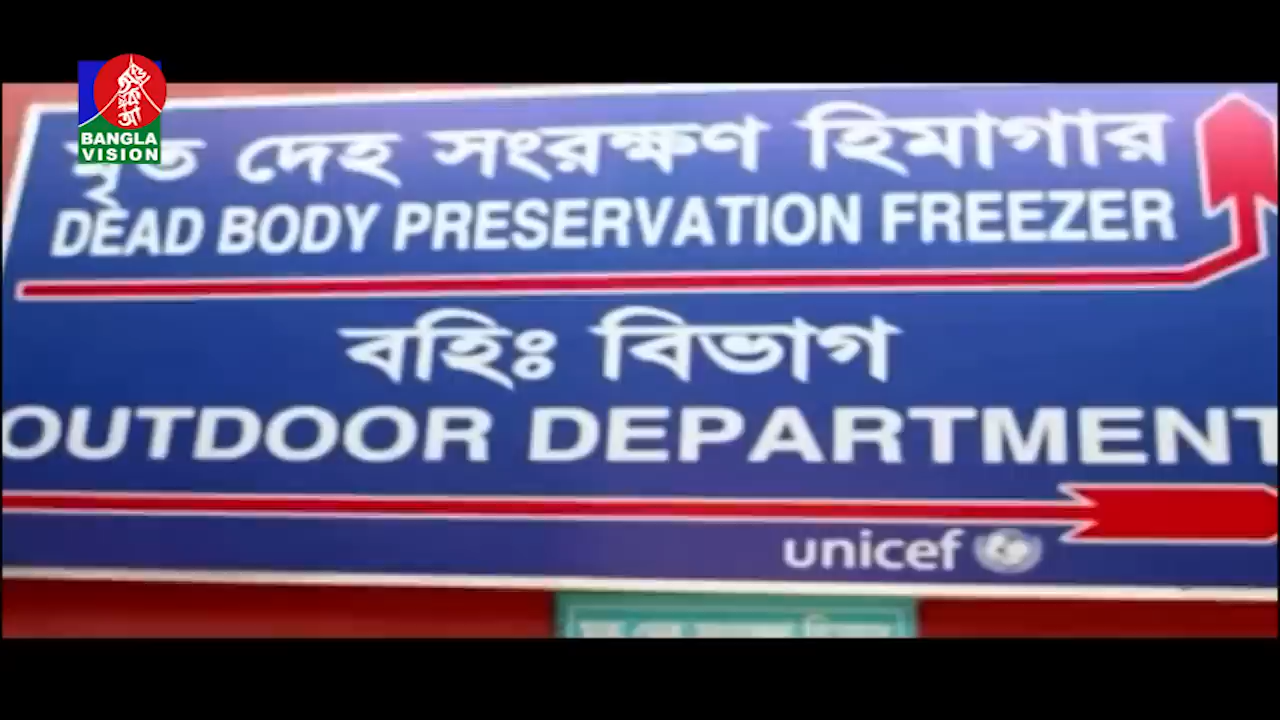 BANGLA
VISION
মৃত দেহ সংরক্ষণ হিমাগার
DEAD BODY PRESERVATION FREEZER
বহিঃ বিভাগ
OUTDOOR DEPARTMENT
unicef